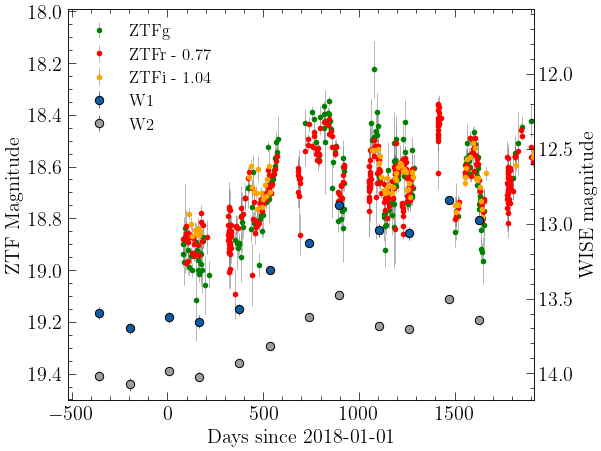 18.0
18.2
18.4
18.6
18.8
19.0
19.2
19.4
ZTF Magnitude
ZTFg
ZTFr - 0.77
ZTFi - 1.04
W1
W2
12.0
12.5
13.0
13.5
14.0
WISE magnitude
−500 0 500 1000 1500
Days since 2018-01-01